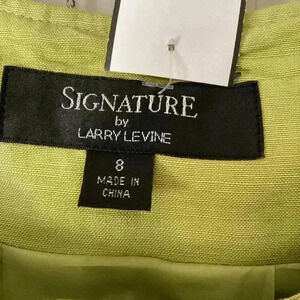 SIGNATURE
by
LARRY LEVINE
8
MADE IN
CHINA